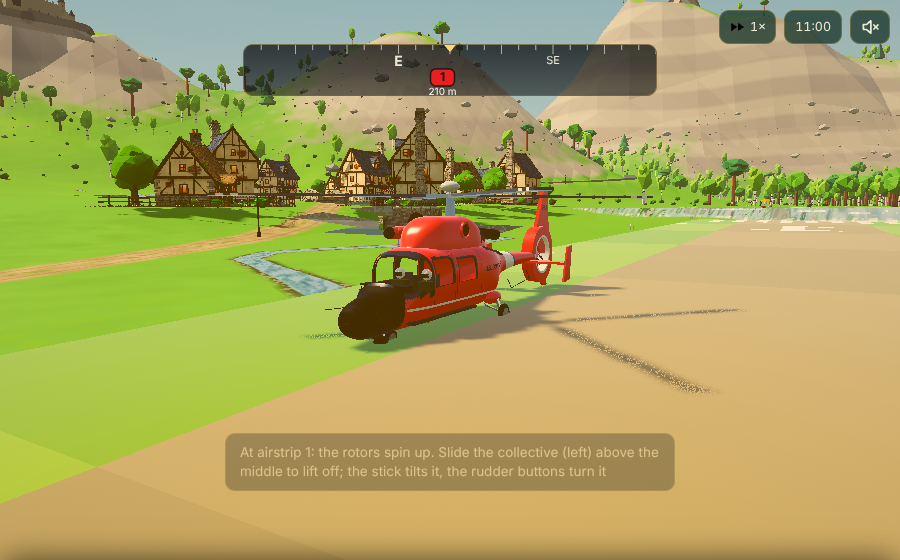 1×
11:00
E
SE
1
210 m
At airstrip 1: the rotors spin up. Slide the collective (left) above the
middle to lift off; the stick tilts it, the rudder buttons turn it